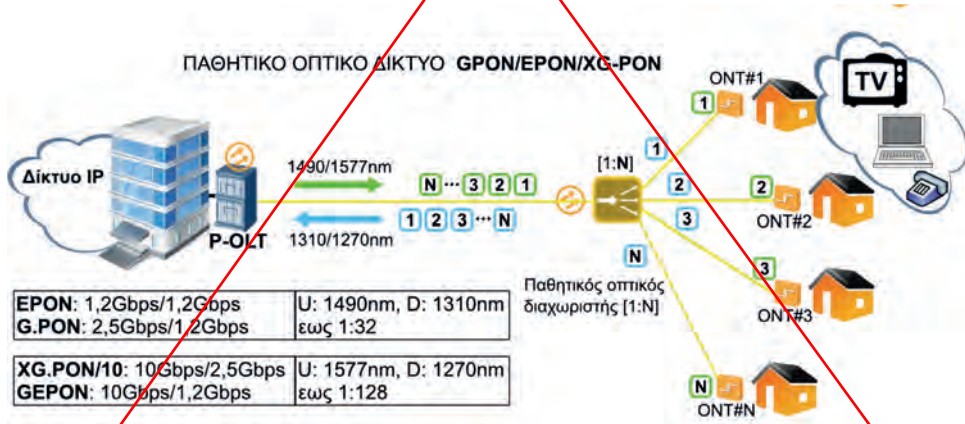 ΠΑΘΗΤΙΚΟ ΟΠΤΙΚΟ ΔΙΚΤΥΟ GPON/EPON/XG-PON
ONT#1
TV
1
Δίκτυο IP
1490/1577nm
[1:N]
1
N...3 2 1
2
2
1 2 3...N
3
ONT#2
P-OLT
1310/1270nm
N
3
Παθητικός οπτικός
διαχωριστής [1:N]
ONT#3
EPON: 1,2Gbps/1,2Gbps U: 1490nm, D: 1310nm
G.PON: 2,5Gbps/1,2Gbps εως 1:32
XG.PON/10: 10Gbps/2,5Gbps U: 1577nm, D: 1270nm
GEPON: 10Gbps/1,2Gbps εως 1:128
N
ONT#N